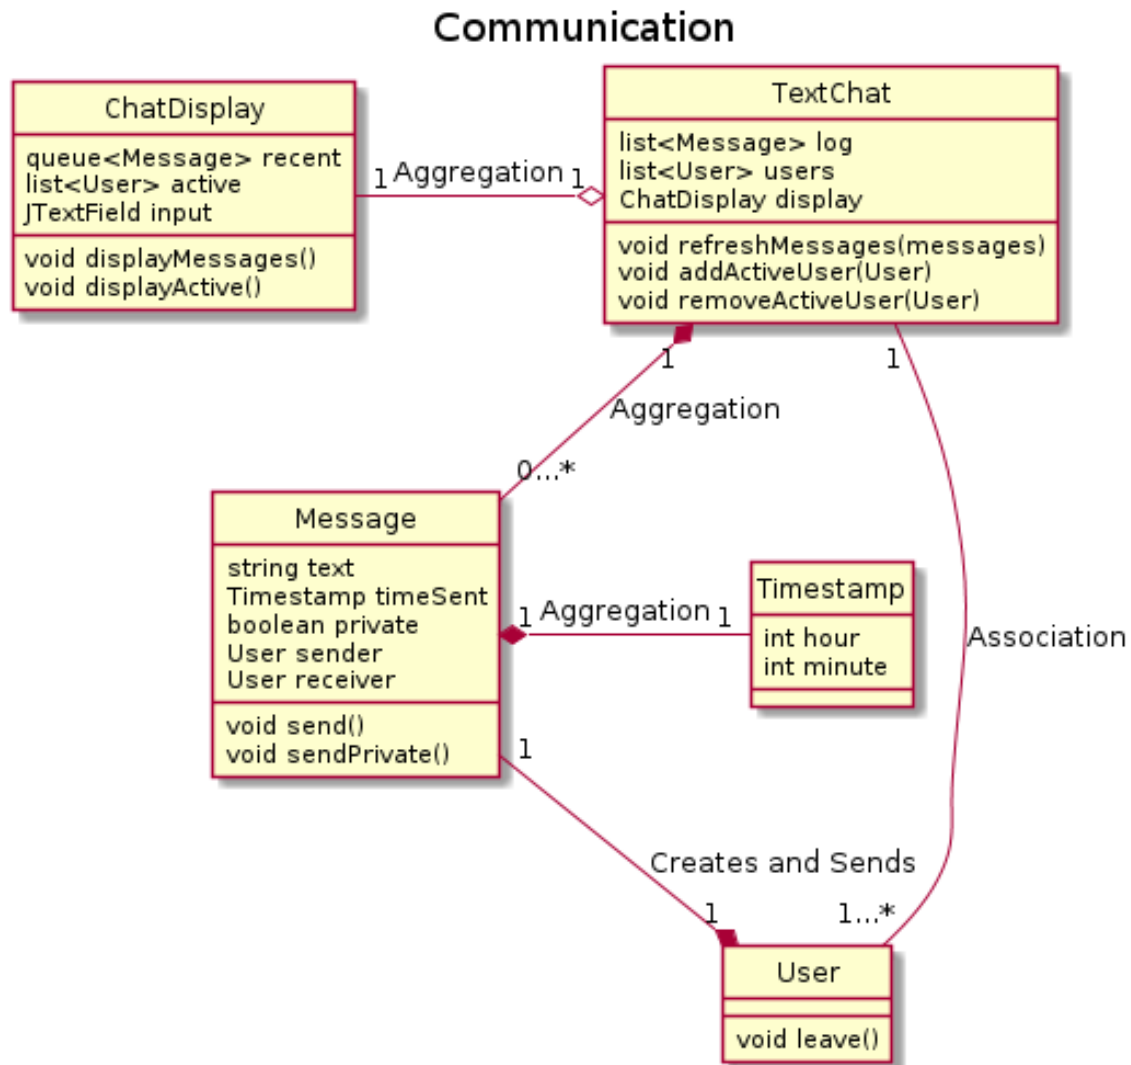 Communication
ChatDisplay
queue<Message> recent
list<User> active
JTextField input
void displayMessages()
void displayActive()
1 Aggregation 1
TextChat
list<Message> log
list<User> users
ChatDisplay display
void refreshMessages(messages)
void addActiveUser(User)
void removeActiveUser(User)
1
1
Aggregation
0...*
Message
string text
Timestamp timeSent
boolean private
User sender
User receiver
void send()
void sendPrivate()
1 Aggregation 1
Timestamp
int hour
int minute
Association
1
Creates and Sends
1
1...*
User
void leave()